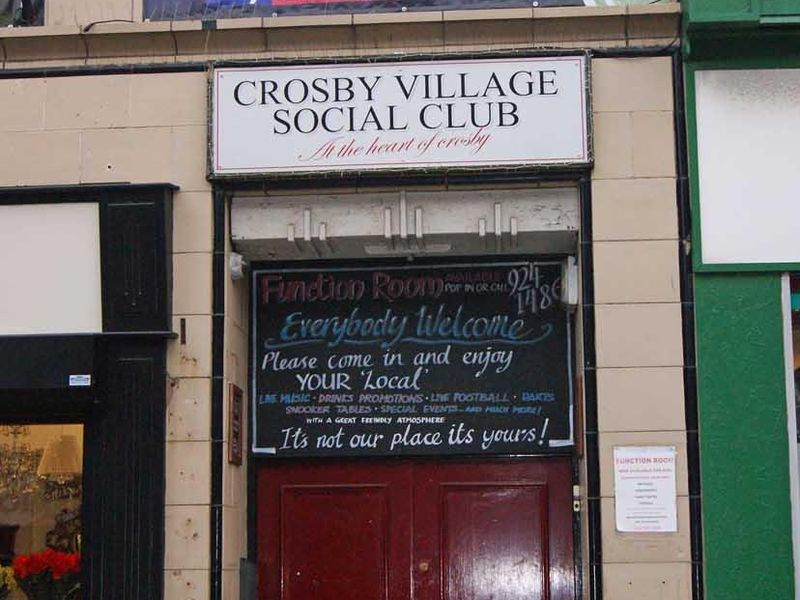 CROSBY VILLAGE
SOCIAL CLUB
At the heart of crosby
Function Room AVAILABLE
POP IN OR CALL 924
148
Everybody Welcome
Please come in and enjoy
YOUR 'Local'
LIVE MUSIC · DRINKS PROMOTIONS · LIVE FOOTBALL · DARTS
SNOOKER TABLES · SPECIAL EVENTS... AND MUCH MORE!
WITH A GREAT FREINDLY ATMOSPHERE
It's not our place its yours!
FUNCTION ROOM